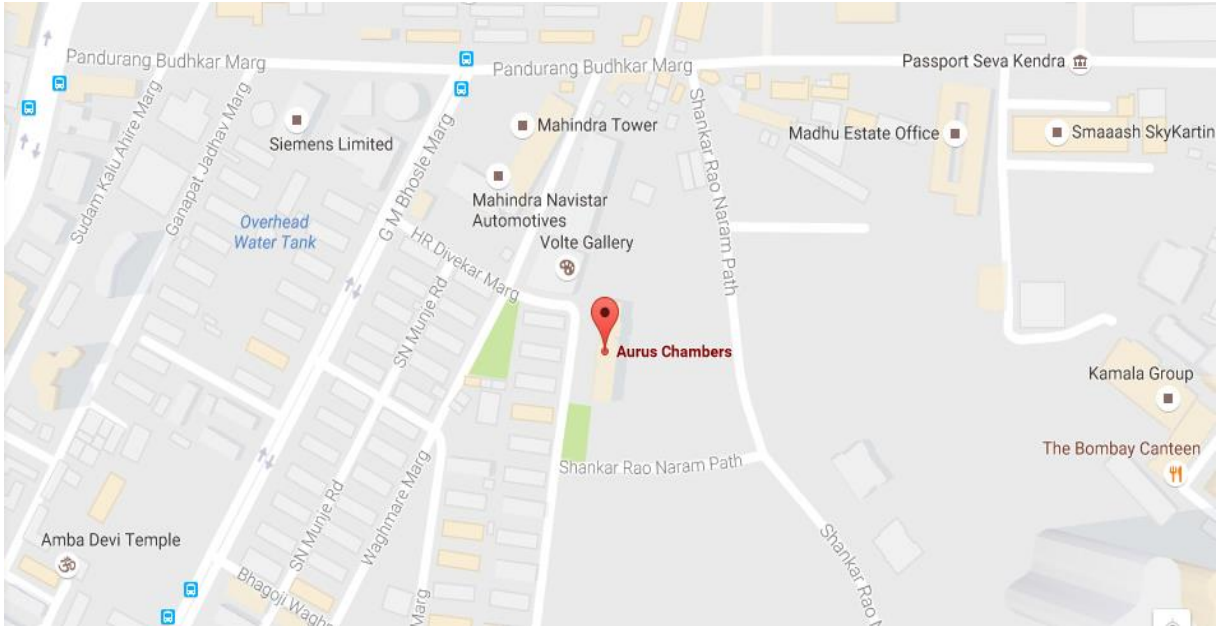 Pandurang Budhkar Marg
Pandurang Budhkar Marg
Passport Seva Kendra
Sudam Kalu Ahire Marg
Ganapat Jadhav Marg
Siemens Limited
G M Bhosle Marg
Mahindra Tower
Shankar Rao Naram Path
Madhu Estate Office
Smaaash SkyKartin
Mahindra Navistar
Automotives
Overhead
Water Tank
HR Divekar Marg
Volte Gallery
SN Munje Rd
Aurus Chambers
Kamala Group
The Bombay Canteen
Shankar Rao Naram Path
Waghmare Marg
SN Munje Rd
Amba Devi Temple
Bhagoji Waghm
Marg
Shankar Rao N